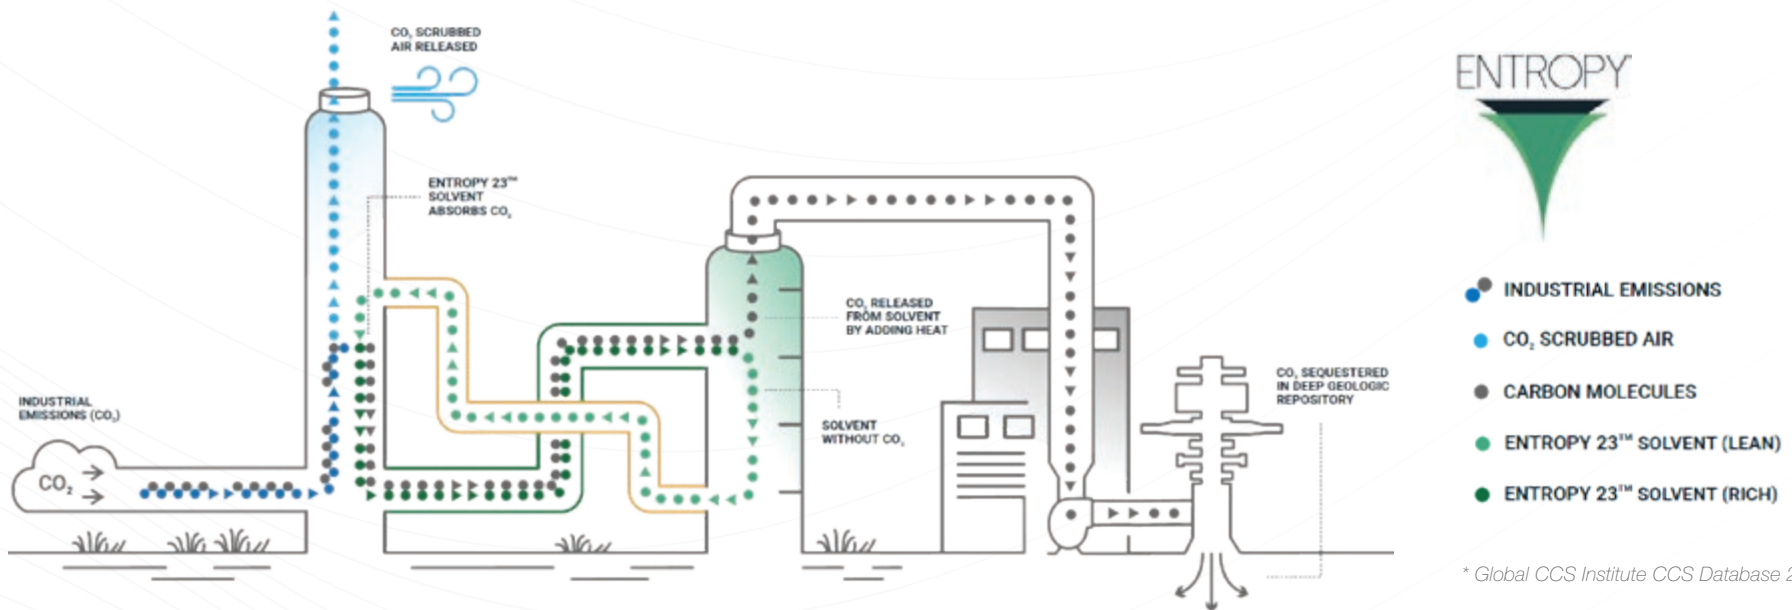 CO₂ SCRUBBED
AIR RELEASED
ENTROPY 23™
SOLVENT
ABSORBS CO₂
INDUSTRIAL
EMISSIONS (CO₂)
CO₂
CO₂ RELEASED
FROM SOLVENT
BY ADDING HEAT
SOLVENT
WITHOUT CO₂
CO₂ SEQUESTERED
IN DEEP GEOLOGIC
REPOSITORY
ENTROPY
INDUSTRIAL EMISSIONS
CO₂ SCRUBBED AIR
CARBON MOLECULES
ENTROPY 23™ SOLVENT (LEAN)
ENTROPY 23™ SOLVENT (RICH)
* Global CCS Institute CCS Database 2